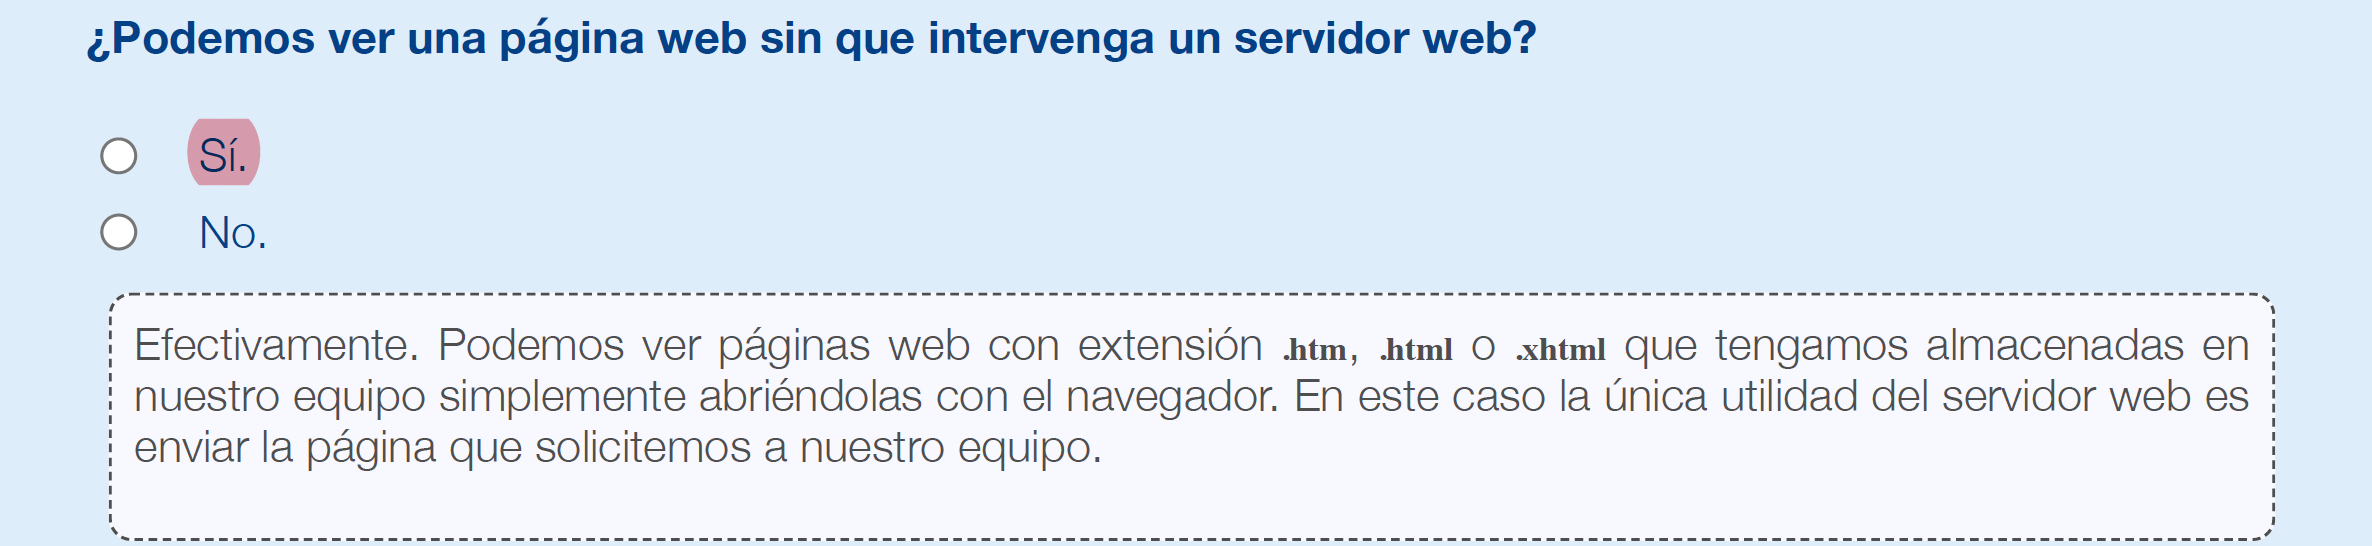 ¿Podemos ver una página web sin que intervenga un servidor web?
Sí.
No.
Efectivamente. Podemos ver páginas web con extensión .htm, .html o .xhtml que tengamos almacenadas en
nuestro equipo simplemente abriéndolas con el navegador. En este caso la única utilidad del servidor web es
enviar la página que solicitemos a nuestro equipo.